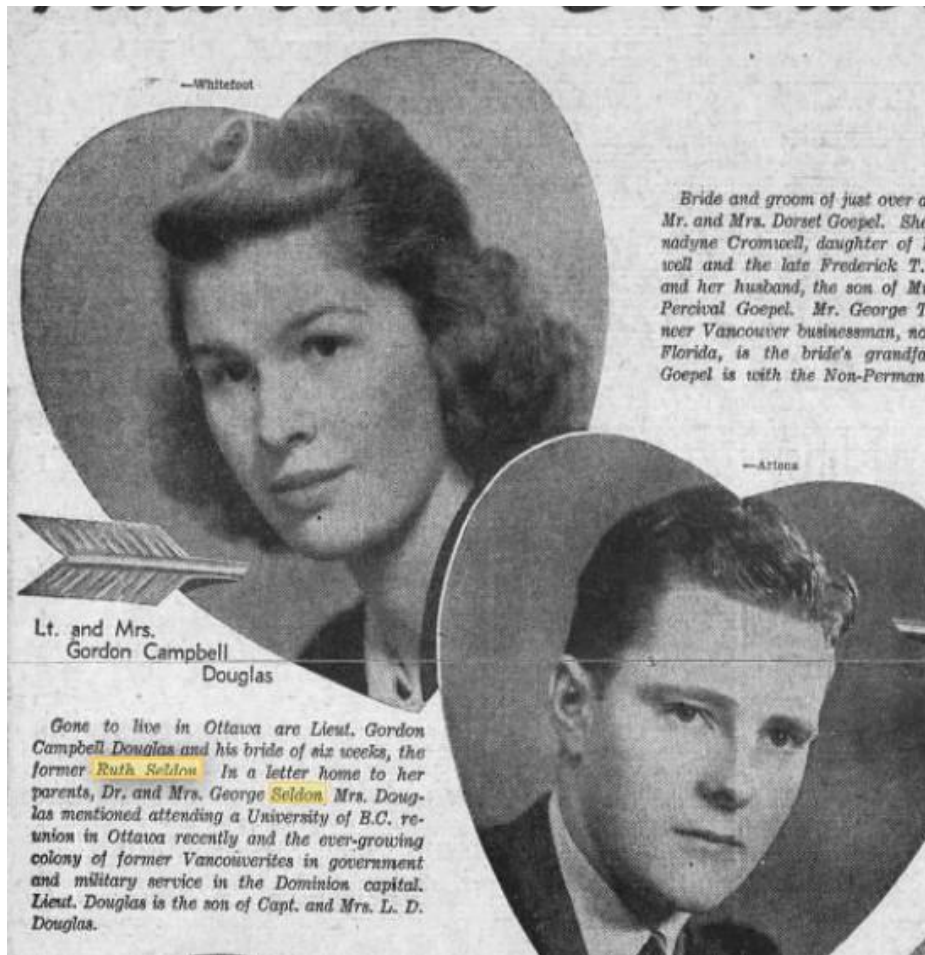 —Whitefoot
Bride and groom of just over a
Mr. and Mrs. Dorset Goepel. She
nadyne Cromwell, daughter of
well and the late Frederick T.
and her husband, the son of M
Percival Goepel. Mr. George T
neer Vancouver businessman, no
Florida, is the bride's grandfa
Goepel is with the Non-Perman
—Artona
Lt. and Mrs.
Gordon Campbell
Douglas
Gone to live in Ottawa are Lieut. Gordon
Campbell Douglas and his bride of six weeks, the
former Ruth Seldon In a letter home to her
parents, Dr. and Mrs. George Seldon Mrs. Doug-
las mentioned attending a University of B.C. re-
union in Ottawa recently and the ever-growing
colony of former Vancouverites in government
and military service in the Dominion capital.
Lieut. Douglas is the son of Capt. and Mrs. L. D.
Douglas.